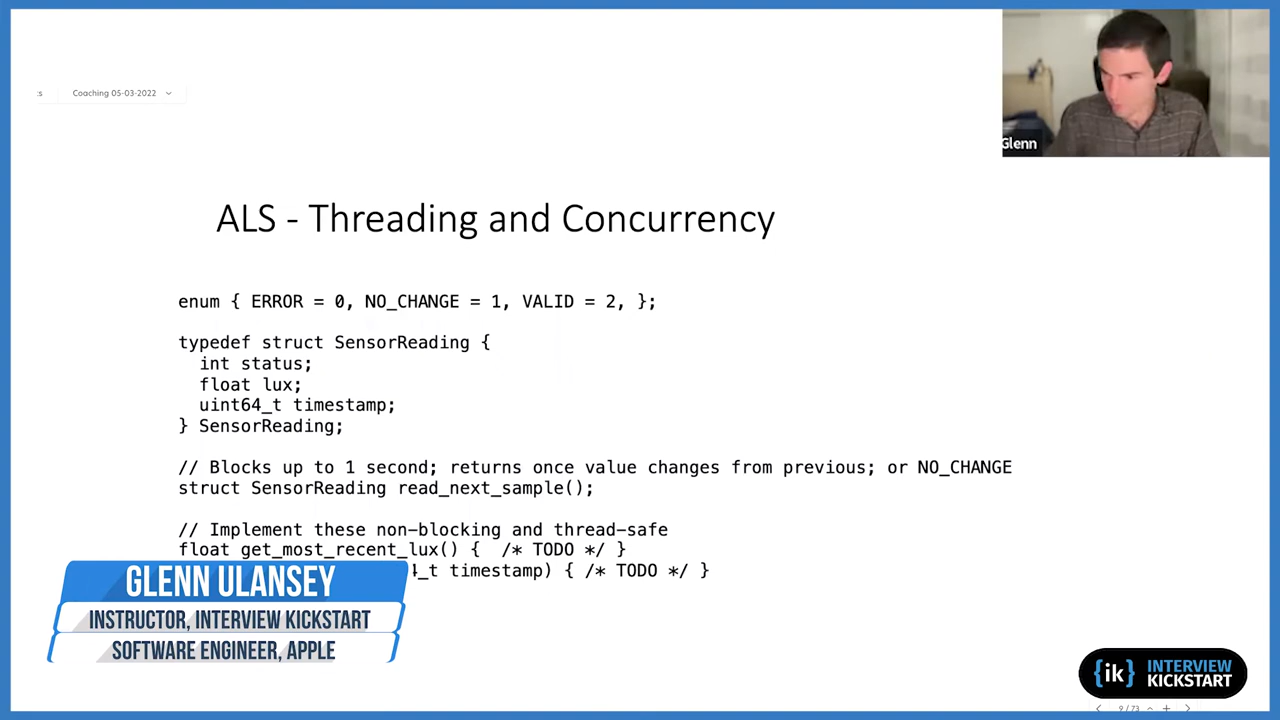 s
Coaching 05-03-2022
Glenn
ALS - Threading and Concurrency
enum { ERROR = 0, NO_CHANGE = 1, VALID = 2, };
typedef struct SensorReading {
int status;
float lux;
uint64_t timestamp;
} SensorReading;
// Blocks up to 1 second; returns once value changes from previous; or NO_CHANGE
struct SensorReading read_next_sample();
// Implement these non-blocking and thread-safe
float get_most_recent_lux() { /* TODO */ }
_t timestamp) { /* TODO */ }
GLENN ULANSEY
INSTRUCTOR, INTERVIEW KICKSTART
SOFTWARE ENGINEER, APPLE
{ik} INTERVIEW
KICKSTART
9 / 73